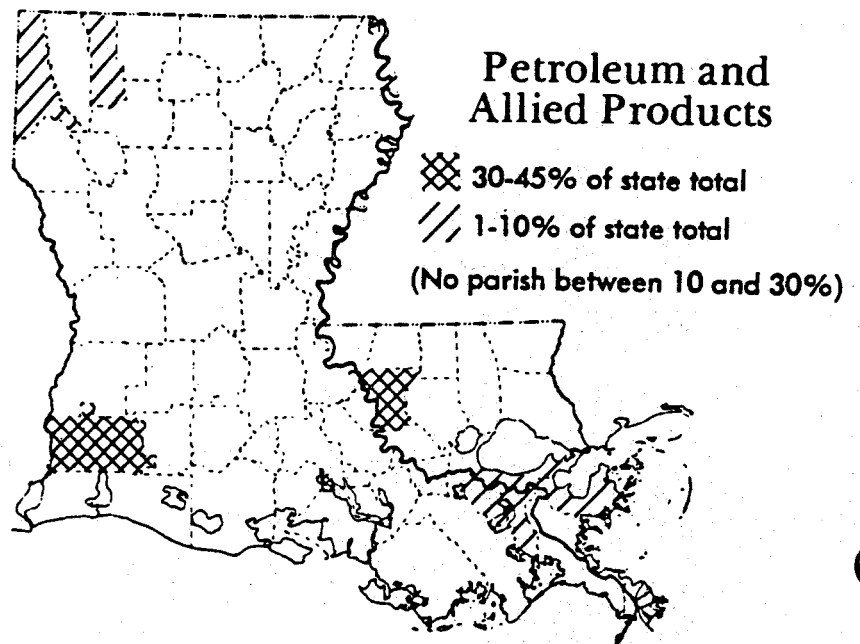 Petroleum and
Allied Products
30-45% of state total
1-10% of state total
(No parish between 10 and 30%)